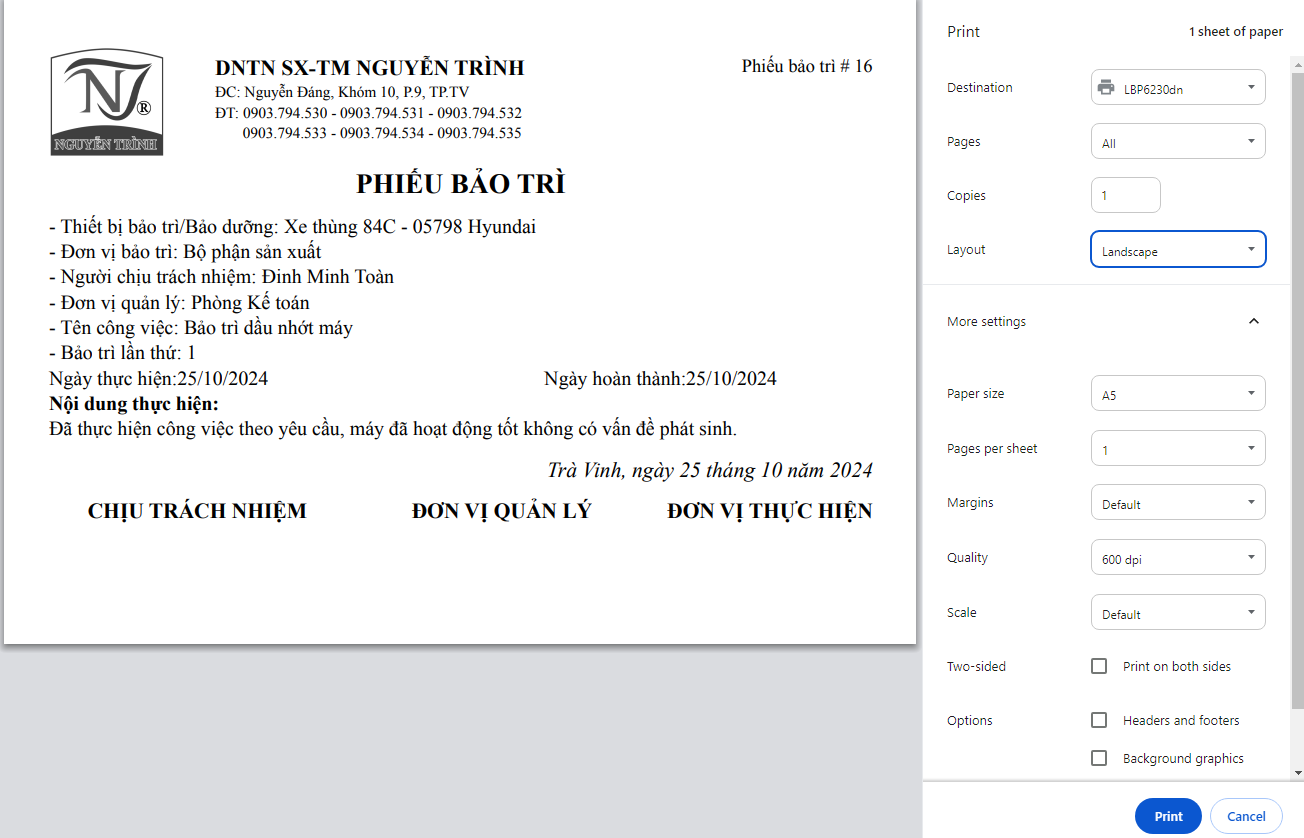 NGUYỄN TRÌNH
®
DNTN SX-TM NGUYỄN TRÌNH
Phiếu bảo trì # 16
ĐC: Nguyễn Đáng, Khóm 10, P.9, TP.TV
ĐT: 0903.794.530 - 0903.794.531 - 0903.794.532
0903.794.533 - 0903.794.534 - 0903.794.535
PHIẾU BẢO TRÌ
- Thiết bị bảo trì/Bảo dưỡng: Xe thùng 84C - 05798 Hyundai
- Đơn vị bảo trì: Bộ phận sản xuất
- Người chịu trách nhiệm: Đinh Minh Toàn
- Đơn vị quản lý: Phòng Kế toán
- Tên công việc: Bảo trì dầu nhớt máy
- Bảo trì lần thứ: 1
Ngày thực hiện:25/10/2024 Ngày hoàn thành:25/10/2024
Nội dung thực hiện:
Đã thực hiện công việc theo yêu cầu, máy đã hoạt động tốt không có vấn đề phát sinh.
Trà Vinh, ngày 25 tháng 10 năm 2024
CHỊU TRÁCH NHIỆM ĐƠN VỊ QUẢN LÝ ĐƠN VỊ THỰC HIỆN
Print 1 sheet of paper
Destination LBP6230dn
Pages All
Copies 1
Layout Landscape
More settings
Paper size A5
Pages per sheet 1
Margins Default
Quality 600 dpi
Scale Default
Two-sided Print on both sides
Options Headers and footers
Background graphics
Print Cancel